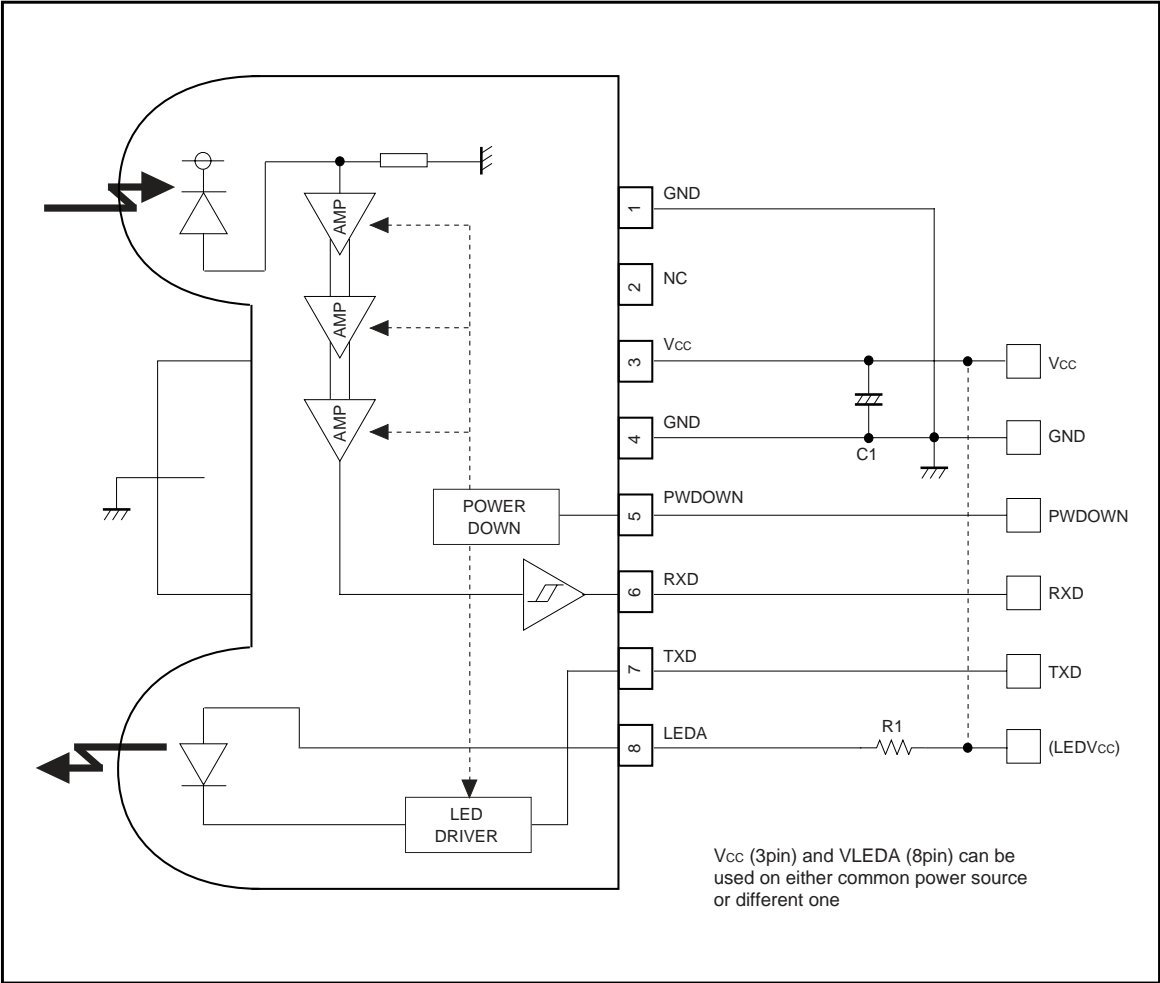 AMP
AMP
AMP
1
GND
2
NC
3
Vcc
Vcc
4
GND
C1
GND
POWER
DOWN
5
PWDOWN
PWDOWN
6
RXD
RXD
7
TXD
TXD
8
LEDA
R1
(LEDVcc)
LED
DRIVER
Vcc (3pin) and VLEDA (8pin) can be
used on either common power source
or different one